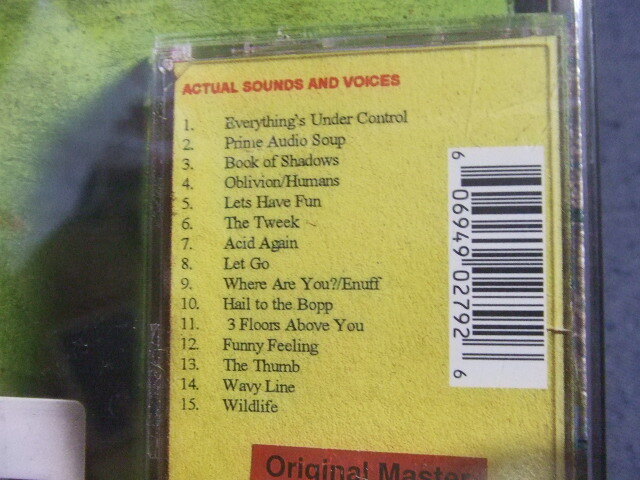 ACTUAL SOUNDS AND VOICES
1. Everything's Under Control
2. Prime Audio Soup
3. Book of Shadows
4. Oblivion/Humans
5. Lets Have Fun
6. The Tweek
7. Acid Again
8. Let Go
9. Where Are You?/Enuff
10. Hail to the Bopp
11. 3 Floors Above You
12. Funny Feeling
13. The Thumb
14. Wavy Line
15. Wildlife
6 06949 02792 6
Original Master